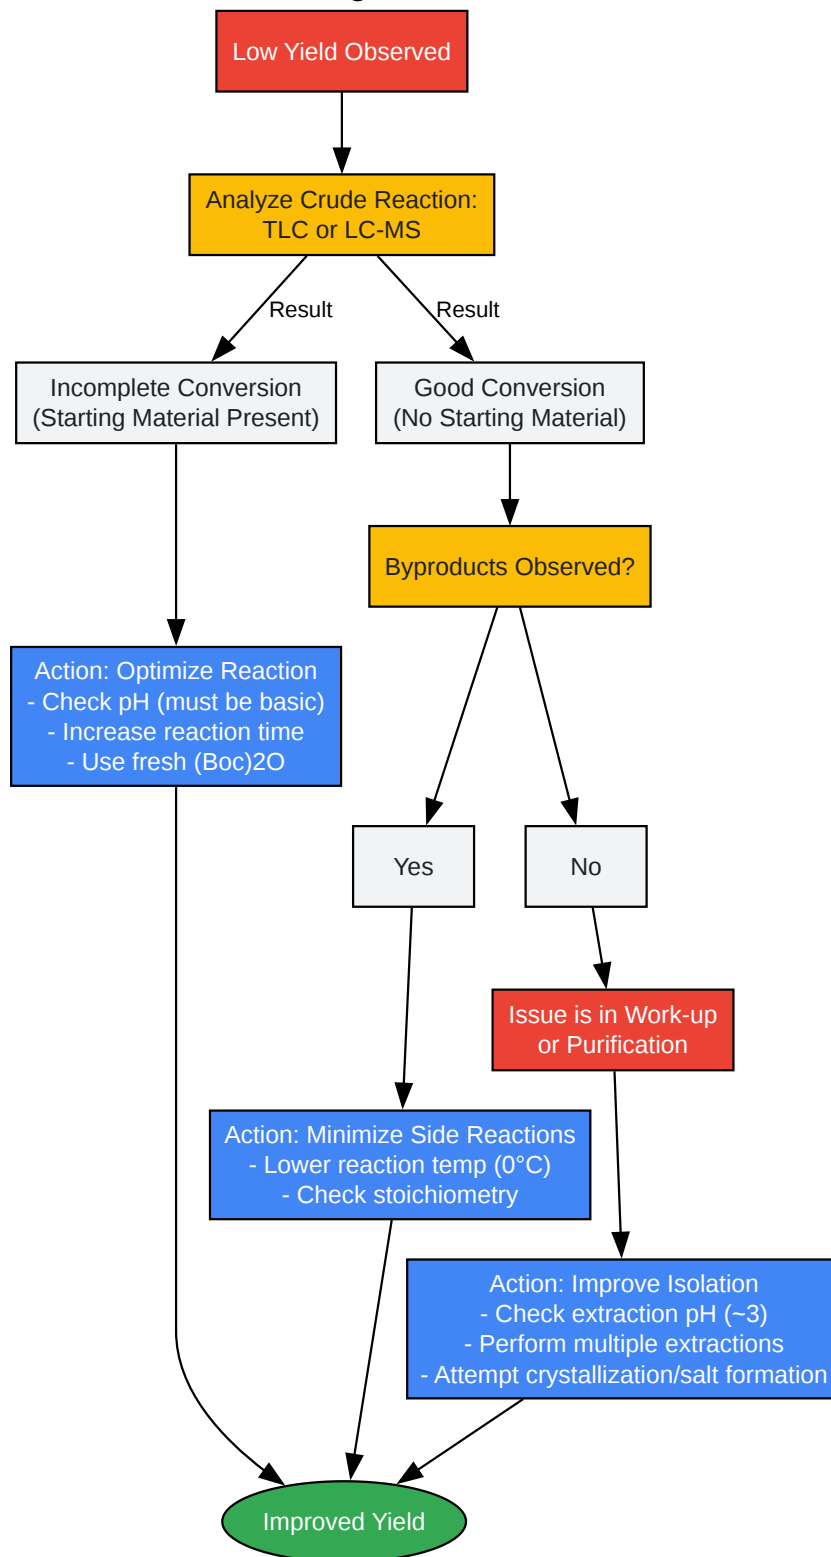 Low Yield Observed
Analyze Crude Reaction:
TLC or LC-MS
Result
Result
Incomplete Conversion
(Starting Material Present)
Good Conversion
(No Starting Material)
Byproducts Observed?
Action: Optimize Reaction
- Check pH (must be basic)
- Increase reaction time
- Use fresh (Boc)2O
Yes
No
Issue is in Work-up
or Purification
Action: Minimize Side Reactions
- Lower reaction temp (0°C)
- Check stoichiometry
Action: Improve Isolation
- Check extraction pH (~3)
- Perform multiple extractions
- Attempt crystallization/salt formation
Improved Yield